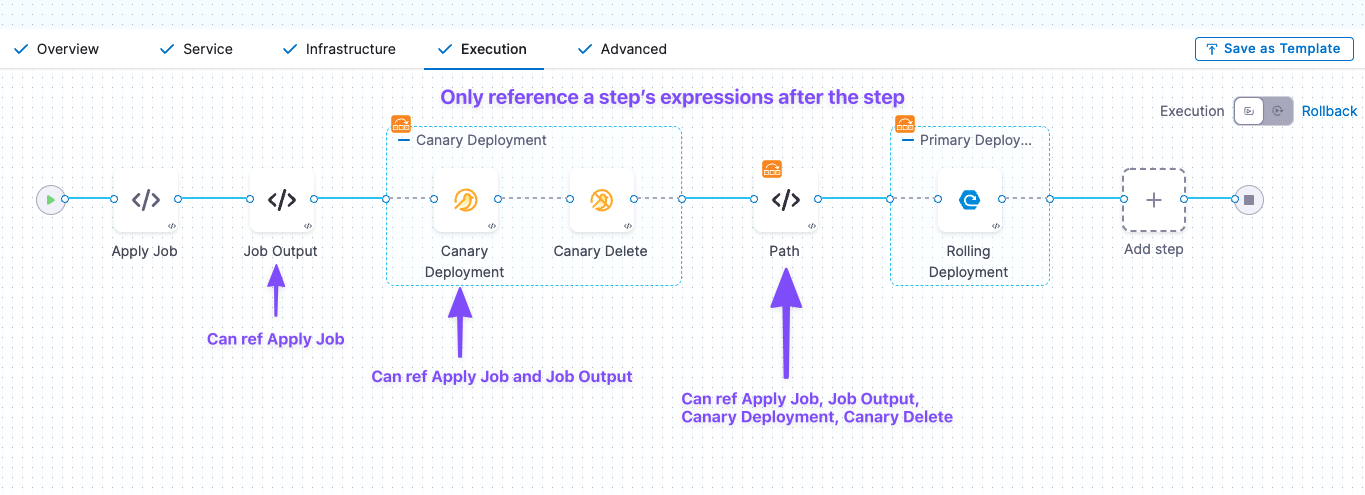 Overview
Service
Infrastructure
Execution
Advanced
Save as Template
Only reference a step's expressions after the step
Execution
Rollback
Canary Deployment
Primary Deploy...
Apply Job
Job Output
Canary
Deployment
Canary Delete
Path
Rolling
Deployment
Add step
Can ref Apply Job
Can ref Apply Job and Job Output
Can ref Apply Job, Job Output,
Canary Deployment, Canary Delete